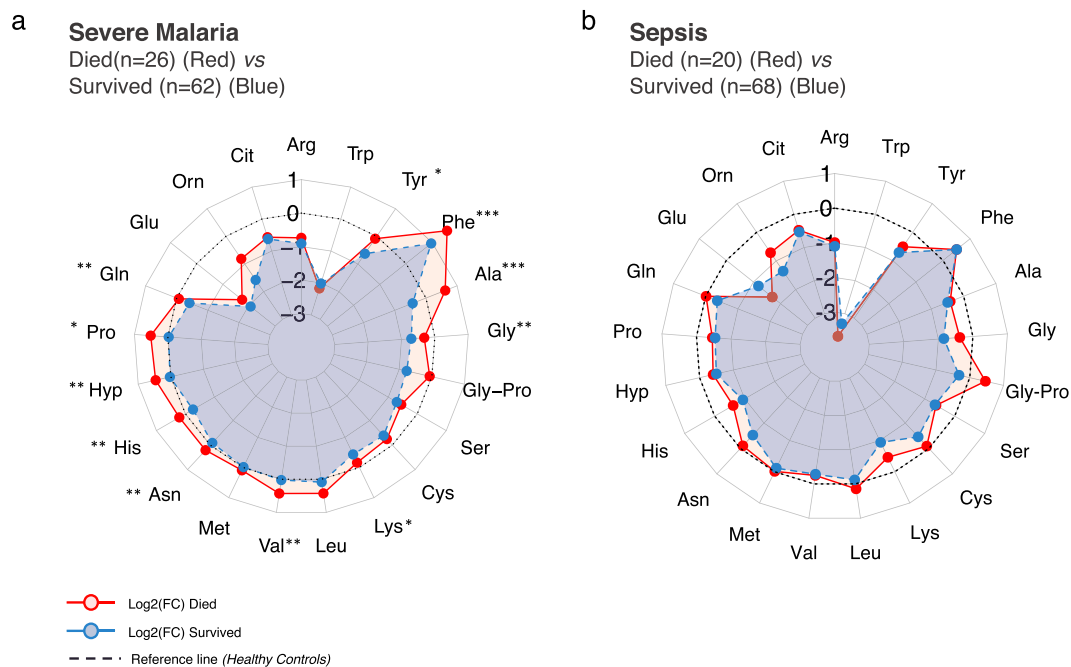 a
Severe Malaria
Died(n=26) (Red) vs
Survived (n=62) (Blue)
Arg
Trp
Tyr *
Phe***
Ala***
Gly**
Gly–Pro
Ser
Cys
Lys*
Leu
Val**
Met
** Asn
** His
** Hyp
* Pro
** Gln
Glu
Orn
Cit
1
0
−1
−2
−3
b
Sepsis
Died (n=20) (Red) vs
Survived (n=68) (Blue)
Arg
Trp
Tyr
Phe
Ala
Gly
Gly-Pro
Ser
Cys
Lys
Leu
Val
Met
Asn
His
Hyp
Pro
Gln
Glu
Orn
Cit
1
0
-1
-2
-3
Log2(FC) Died
Log2(FC) Survived
Reference line (Healthy Controls)